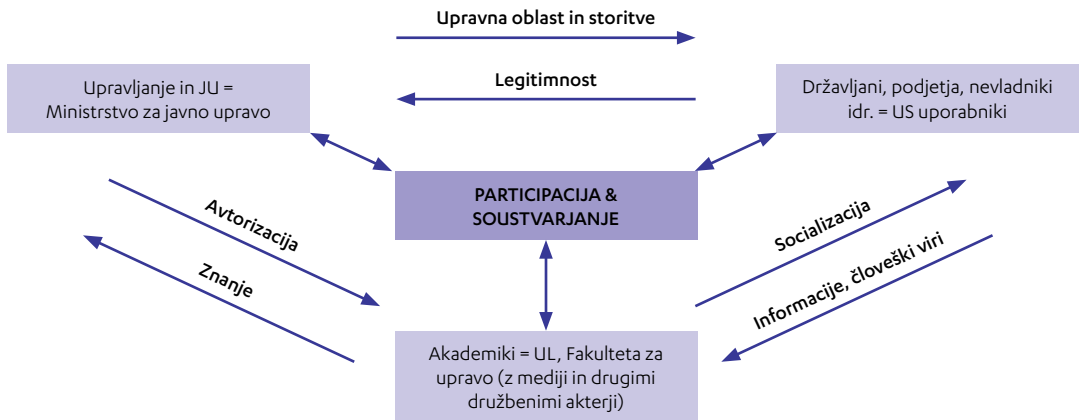 Upravna oblast in storitve
Legitimnost
Upravljanje in JU =
Ministrstvo za javno upravo
Državljani, podjetja, nevladniki
idr. = US uporabniki
PARTICIPACIJA &
SOUSTVARJANJE
Avtorizacija
Znanje
Socializacija
Informacije, človeški viri
Akademiki = UL, Fakulteta za
upravo (z mediji in drugimi
družbenimi akterji)